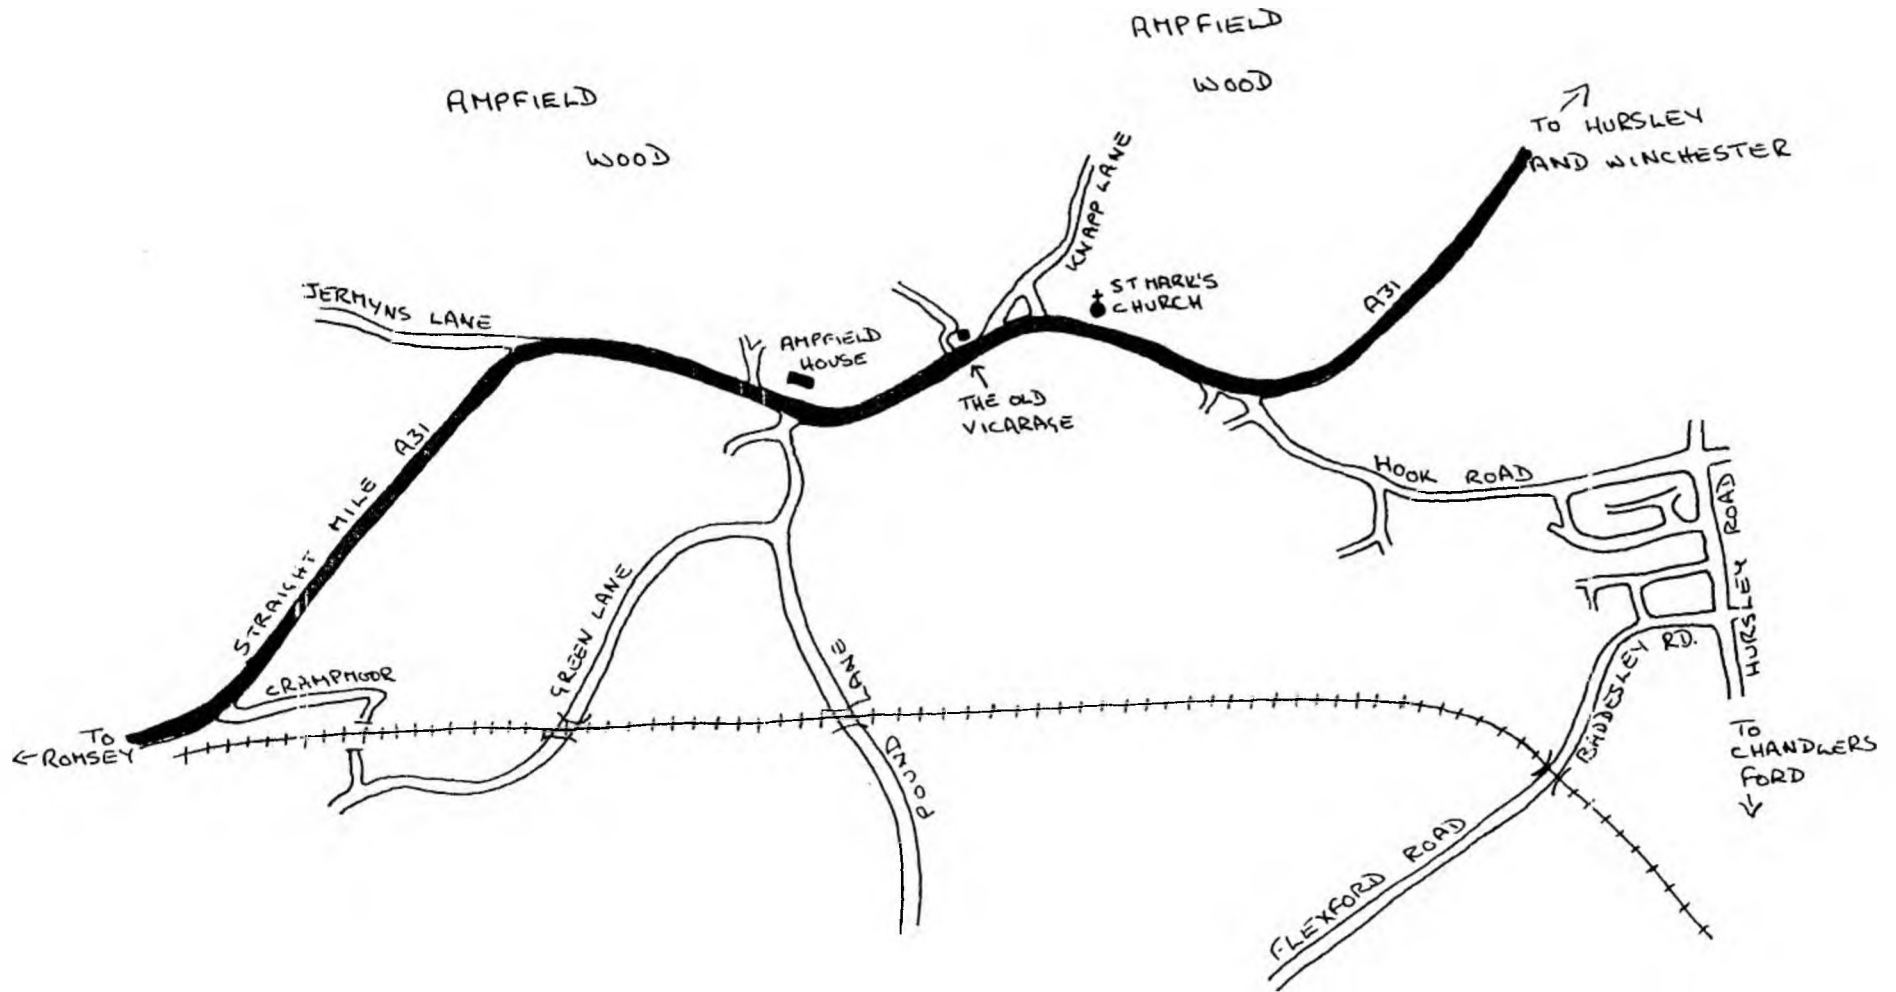 AMPFIELD
WOOD
AMPFIELD
WOOD
TO HURSLEY
AND WINCHESTER
KNAPP LANE
ST MARK'S
CHURCH
A31
JERMYNS LANE
AMPFIELD
HOUSE
THE OLD
VICARAGE
STRAIGHT MILE A31
HOOK ROAD
HURSLEY ROAD
GREEN LANE
POUND LANE
CRAMPMOOR
BADDESLEY RD.
TO
ROMSEY
TO
CHANDLERS
FORD
FLEXFORD ROAD